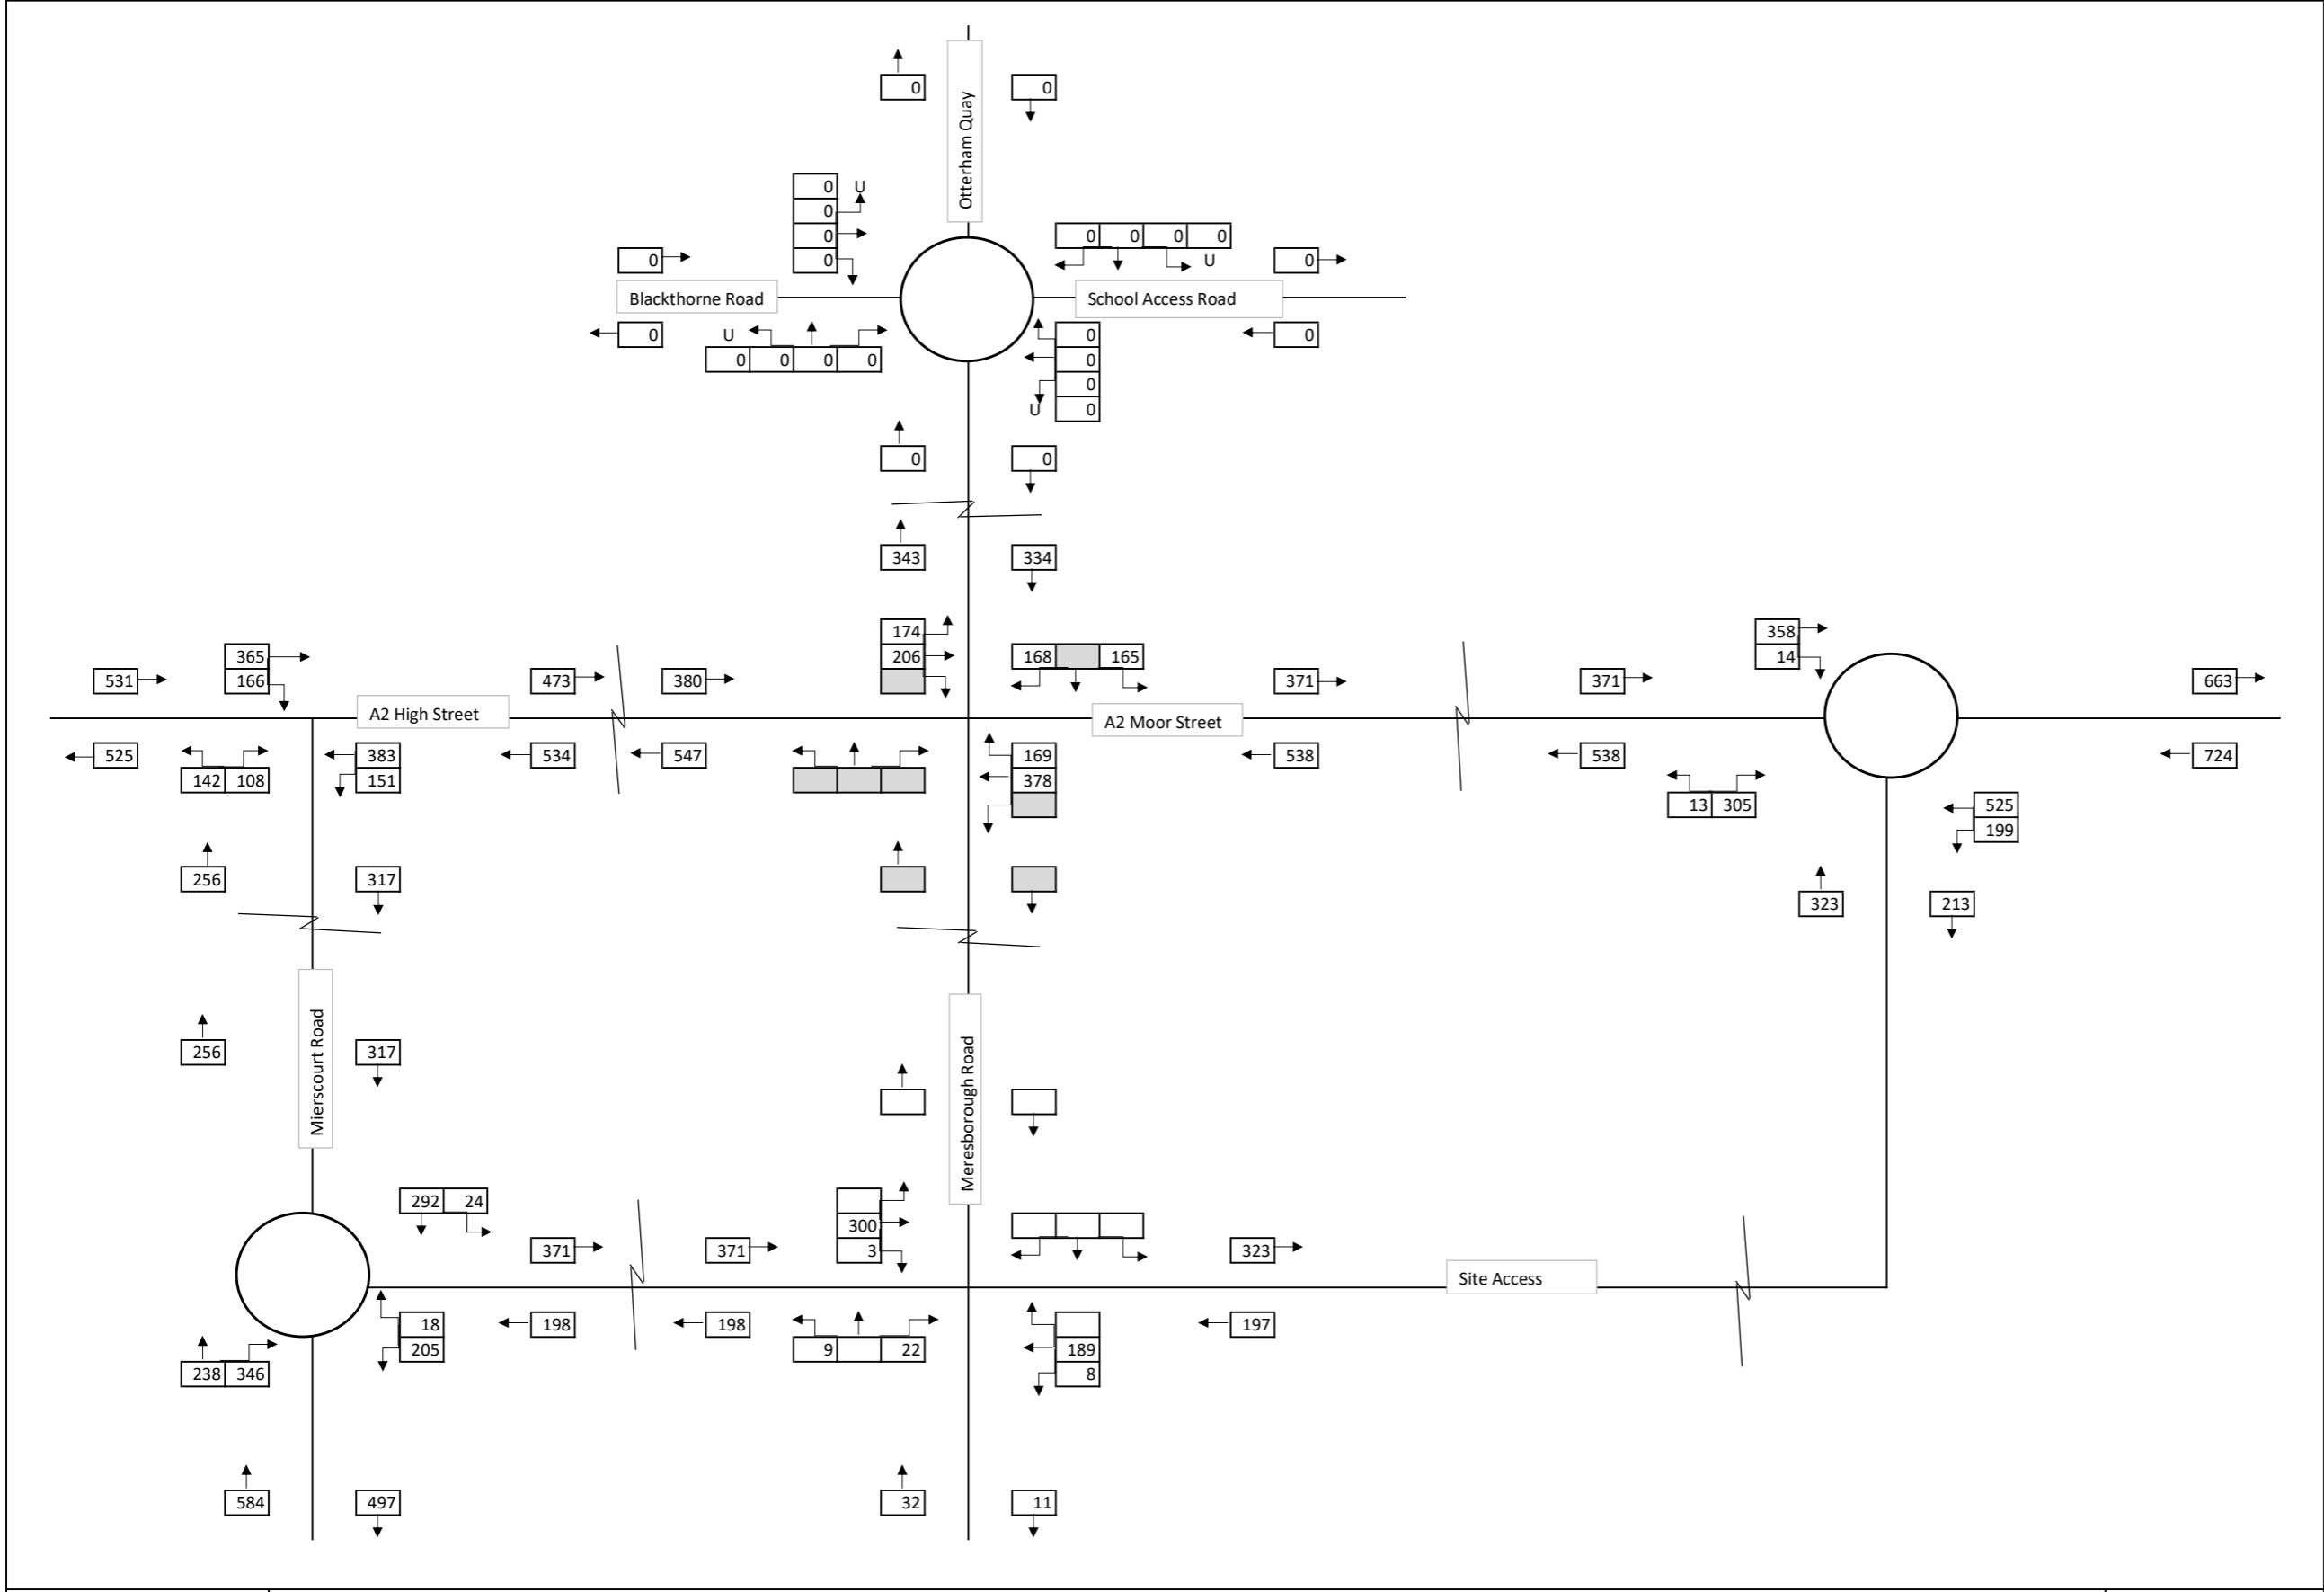 Otterham Quay
0 0
0 U
0
0
0
0 0 0 0
U
0 0
Blackthorne Road
School Access Road
0 0
U
0 0 0 0
0
0
0
U 0
0 0
343 334
174
206
168 165
358
14
365
166
531 473 380 371 371 663
A2 High Street
A2 Moor Street
525 534 547 538 538 724
142 108
383
151
169
378
13 305
525
199
256 317
323 213
Mierscourt Road
Meresborough Road
256 317
292 24
300
3
371 371 323
Site Access
18
205
198 198 197
9 22
189
8
238 346
584 497 32 11